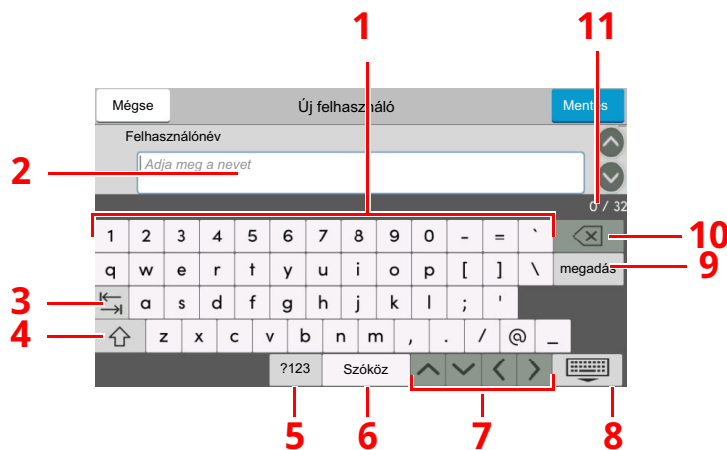 1 11
Mégse Új felhasználó Mentés
Felhasználónév
2 Adja meg a nevet
0 / 32
1 2 3 4 5 6 7 8 9 0 - = ` 10
q w e r t y u i o p [ ] \ megadás 9
3 a s d f g h j k l ; '
4 z x c v b n m , . / @ _
?123 Szóköz
5 6 7 8